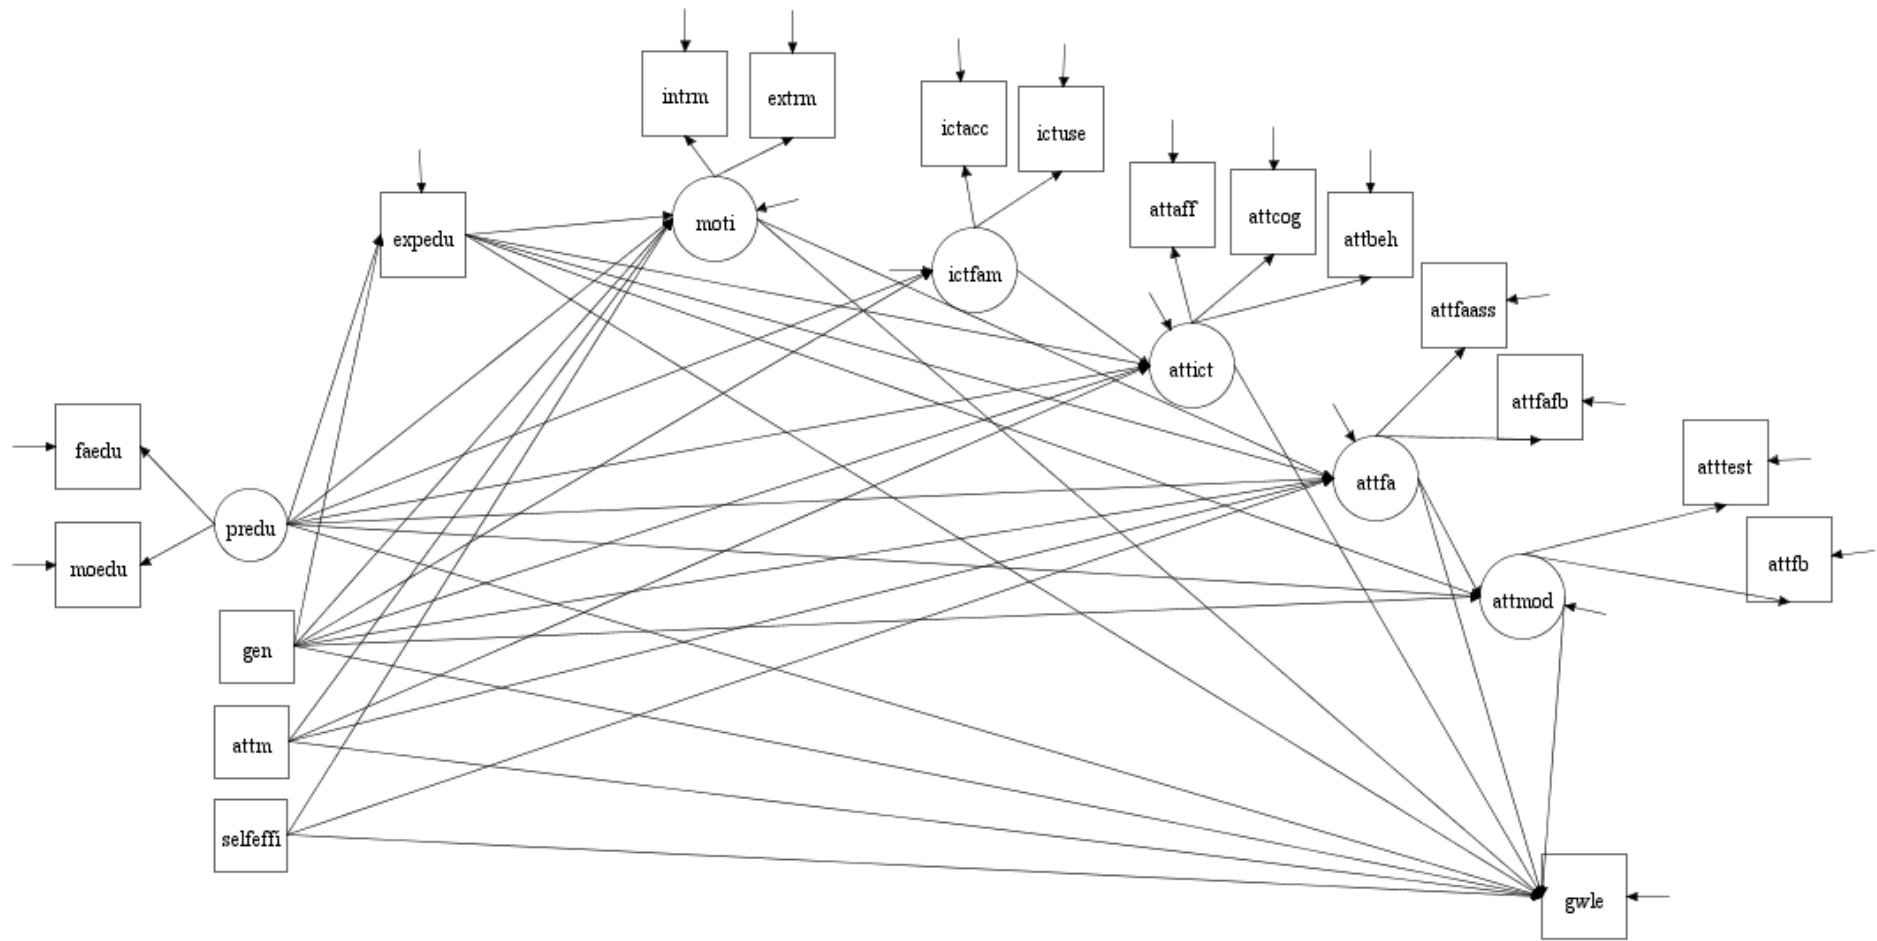 intrm
extrm
ictacc
ictuse
attaff
attcog
attbeh
expedu
moti
ictfam
attfaass
attict
attfafb
faedu
atttest
attfa
predu
moedu
attfb
attmod
gen
attm
selfeffi
gwle